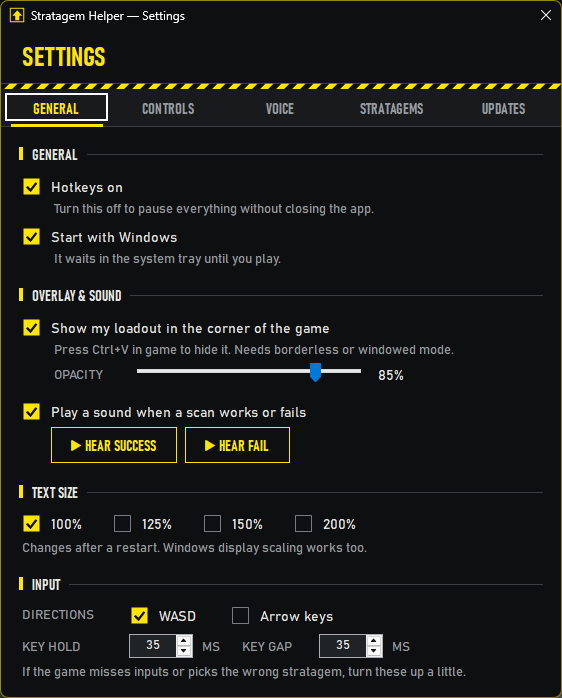 Stratagem Helper — Settings
SETTINGS
GENERAL CONTROLS VOICE STRATAGEMS UPDATES
GENERAL
Hotkeys on
Turn this off to pause everything without closing the app.
Start with Windows
It waits in the system tray until you play.
OVERLAY & SOUND
Show my loadout in the corner of the game
Press Ctrl+V in game to hide it. Needs borderless or windowed mode.
OPACITY 85%
Play a sound when a scan works or fails
HEAR SUCCESS HEAR FAIL
TEXT SIZE
100% 125% 150% 200%
Changes after a restart. Windows display scaling works too.
INPUT
DIRECTIONS WASD Arrow keys
KEY HOLD 35 MS KEY GAP 35 MS
If the game misses inputs or picks the wrong stratagem, turn these up a little.